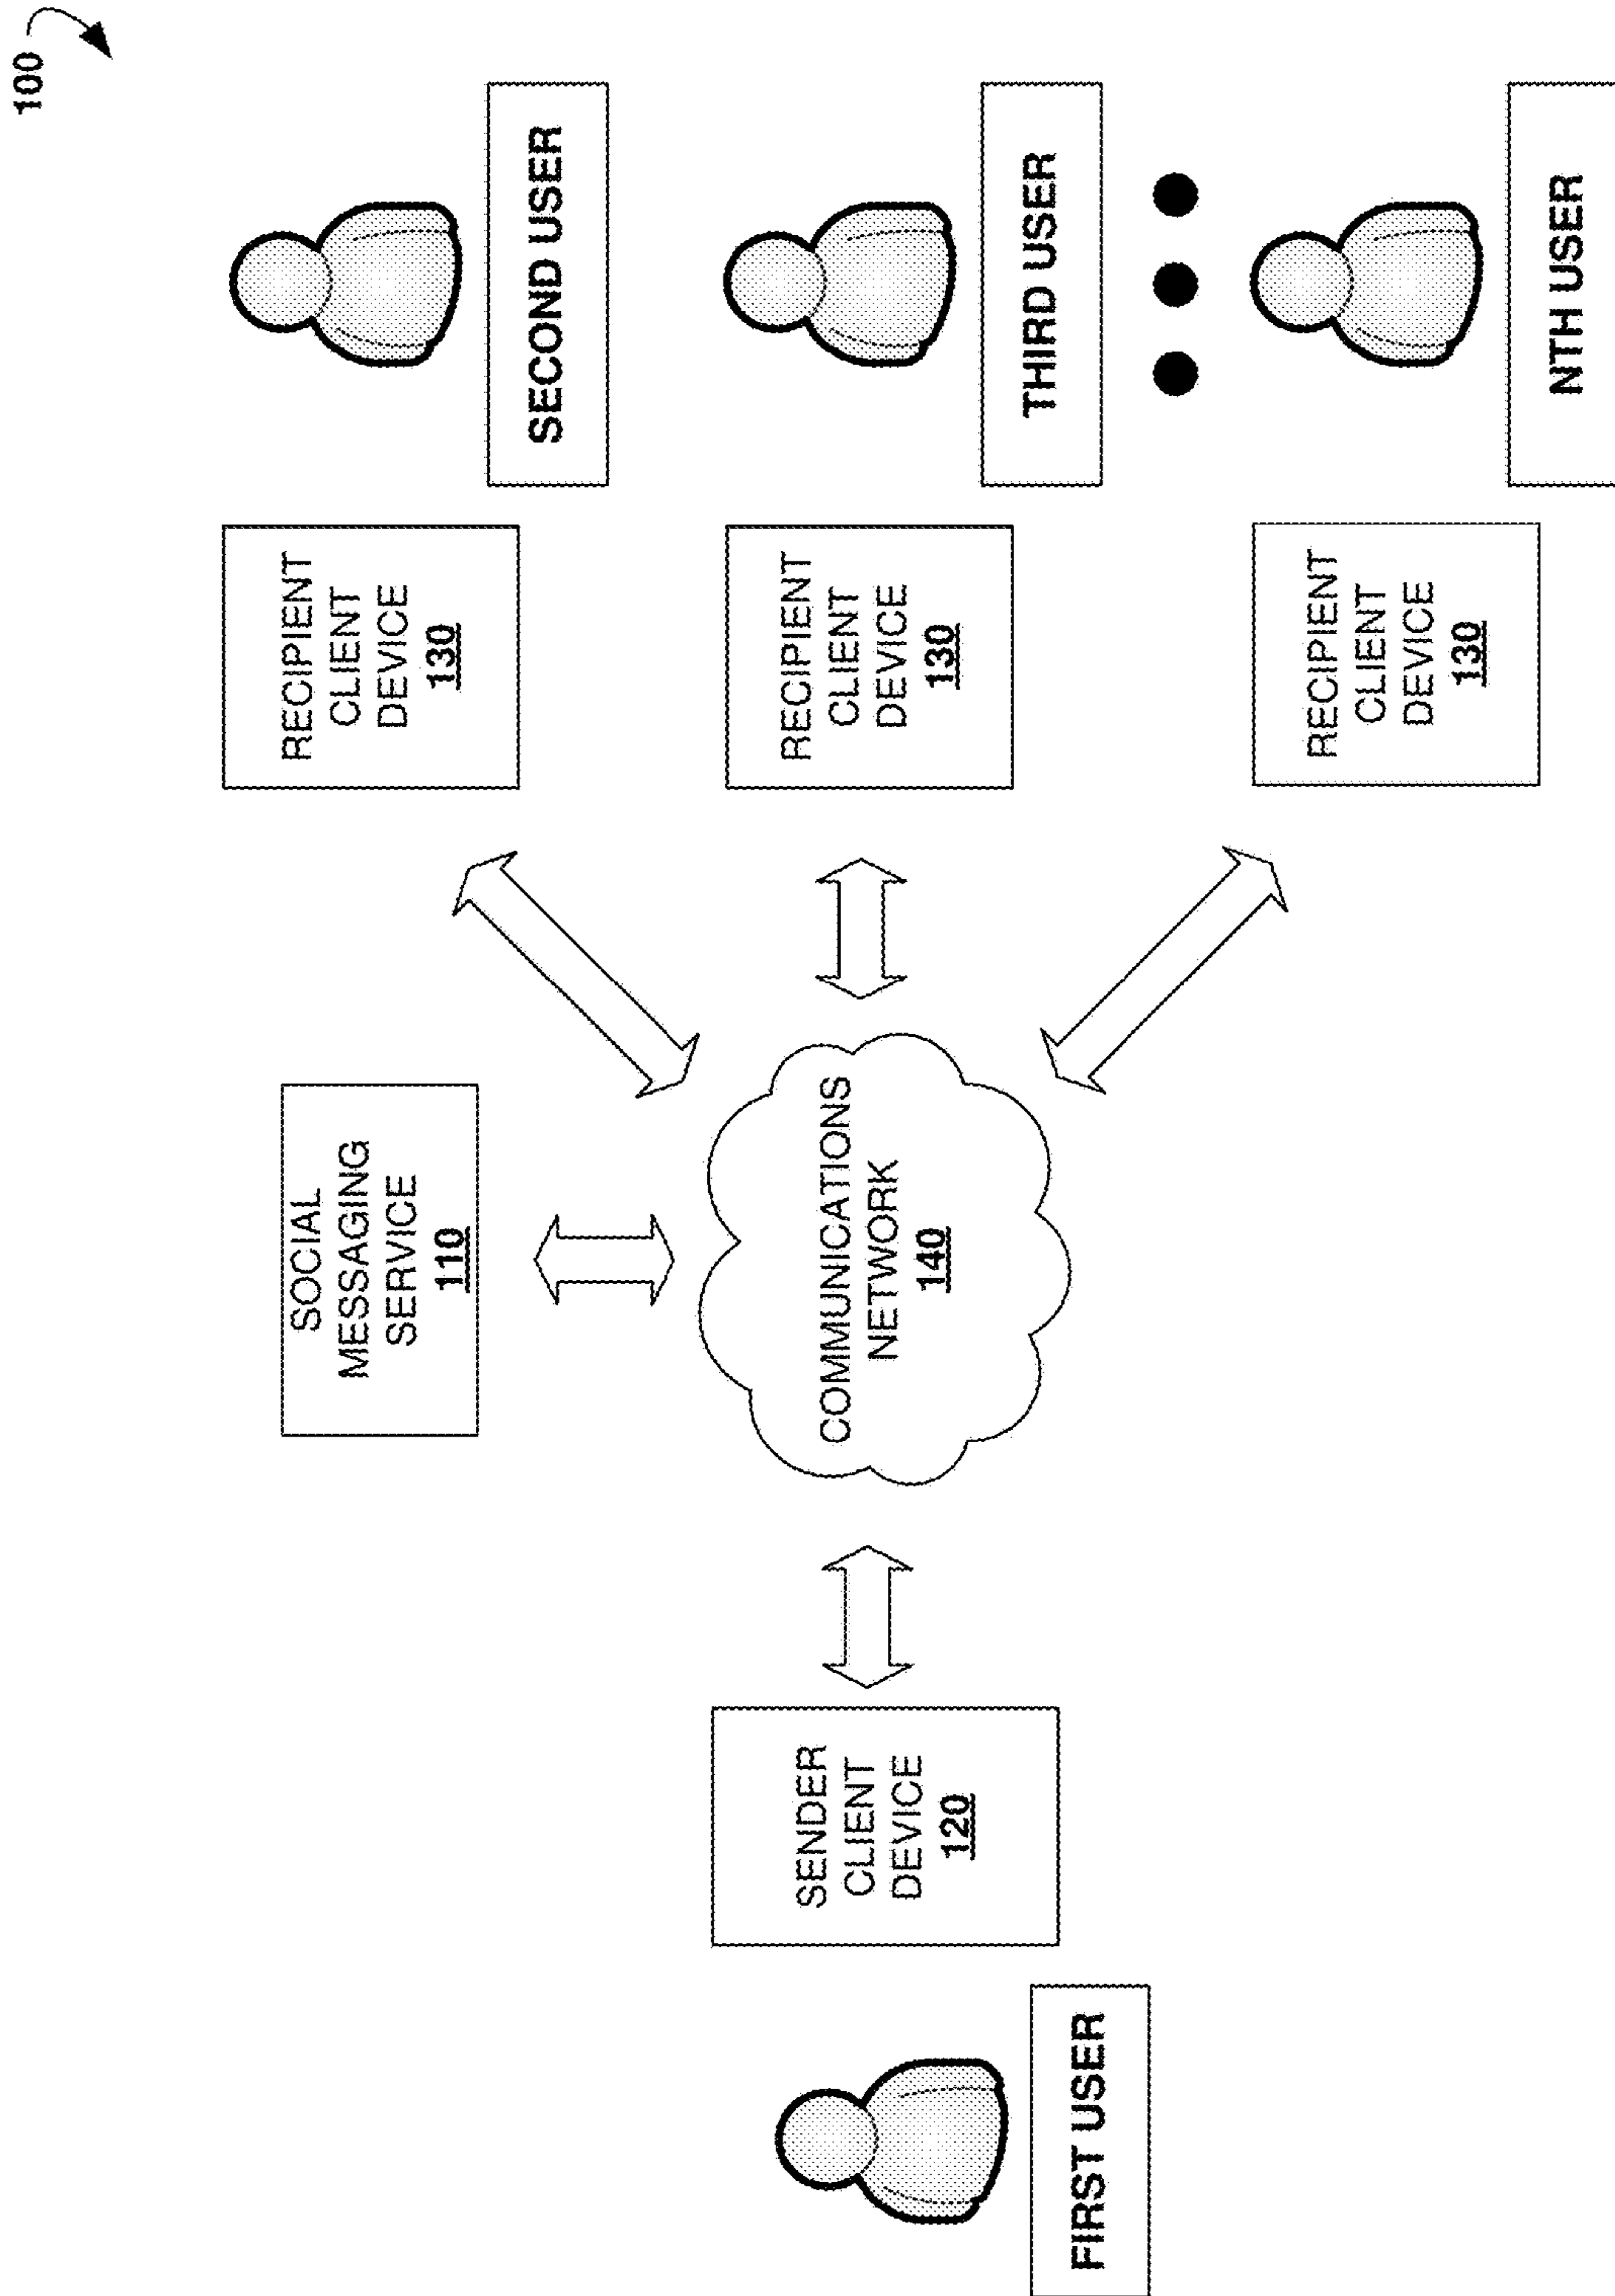 100
SOCIAL
MESSAGING
SERVICE
110
FIRST USER
SENDER
CLIENT
DEVICE
120
COMMUNICATIONS
NETWORK
140
RECIPIENT
CLIENT
DEVICE
130
SECOND USER
RECIPIENT
CLIENT
DEVICE
130
THIRD USER
RECIPIENT
CLIENT
DEVICE
130
NTH USER